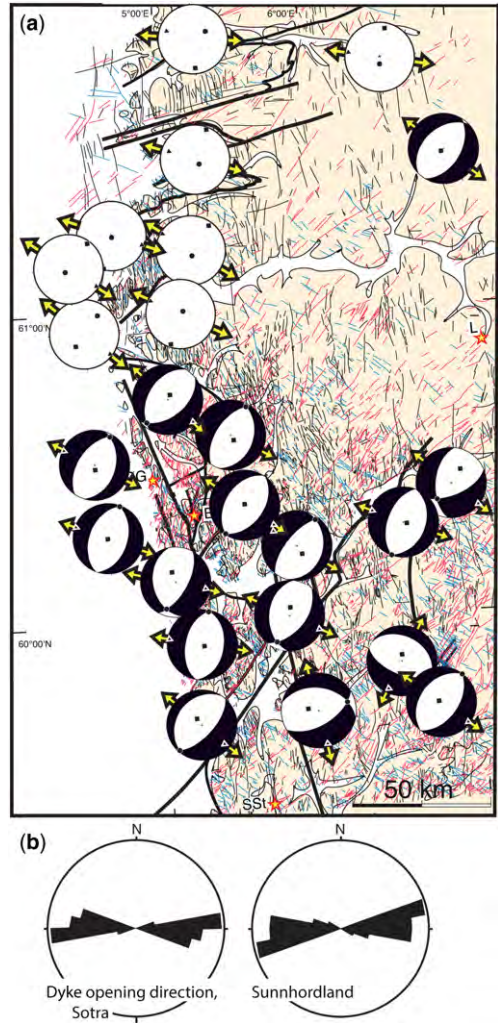 (a)
5°00'E 6°00'E
61°00'N
L
G
60°00'N
50 km
SSt
(b)
N N
Dyke opening direction, Sunnhordland
Sotra